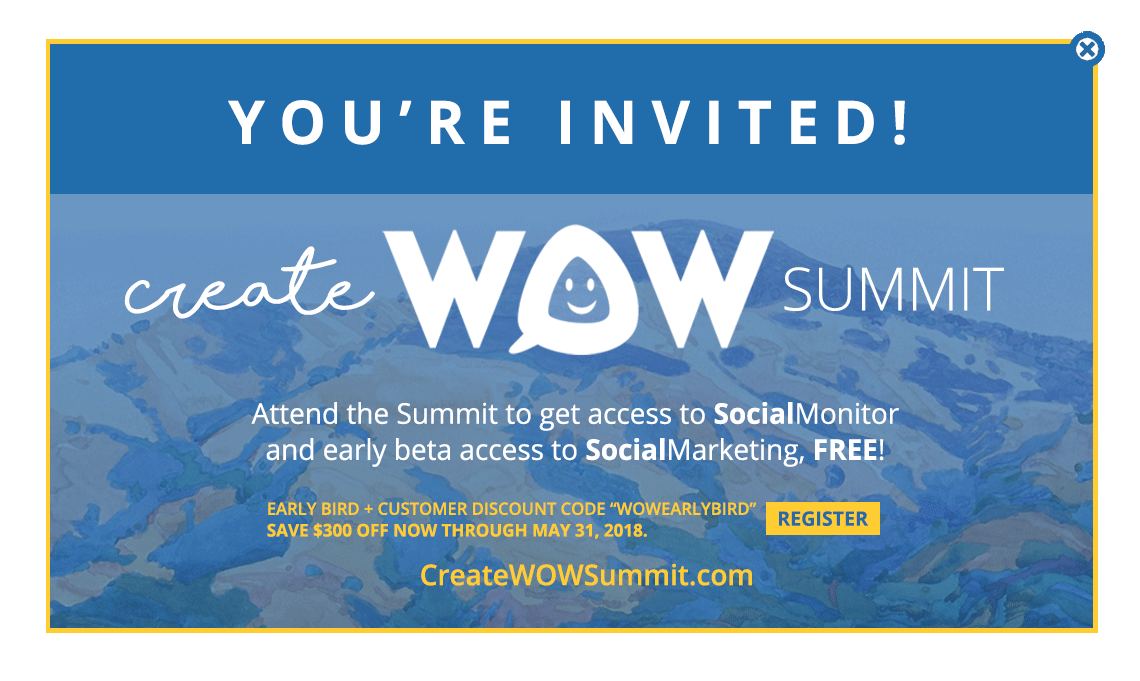 YOU’RE INVITED!
create WOW SUMMIT
Attend the Summit to get access to SocialMonitor
and early beta access to SocialMarketing, FREE!
EARLY BIRD + CUSTOMER DISCOUNT CODE “WOWEARLYBIRD”
SAVE $300 OFF NOW THROUGH MAY 31, 2018.
REGISTER
CreateWOWSummit.com